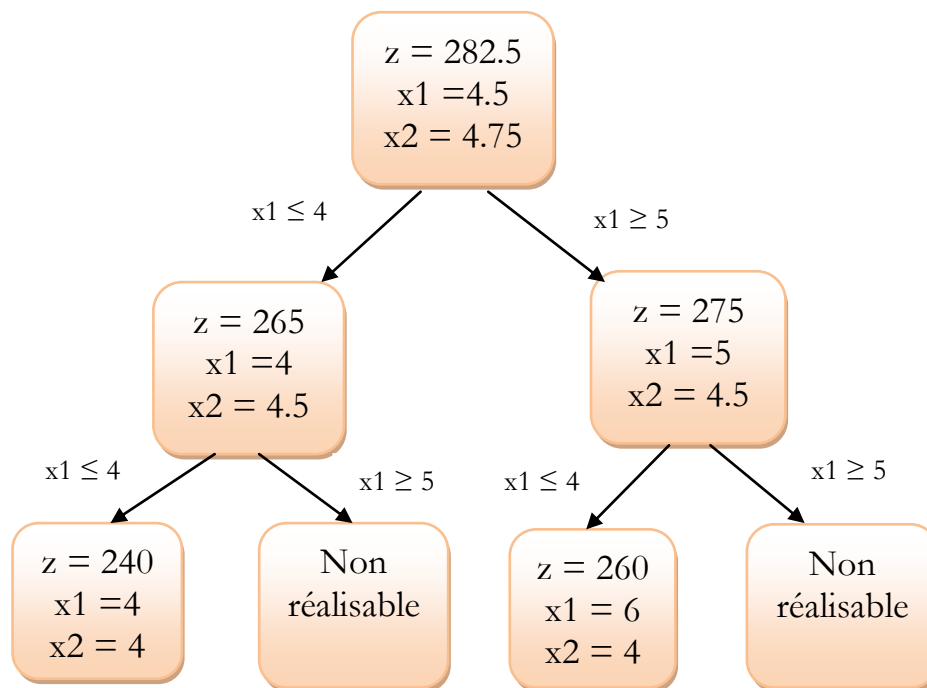 z = 282.5
x1 =4.5
x2 = 4.75
x1 ≤ 4
x1 ≥ 5
z = 265
x1 =4
x2 = 4.5
z = 275
x1 =5
x2 = 4.5
x1 ≤ 4
x1 ≥ 5
x1 ≤ 4
x1 ≥ 5
z = 240
x1 =4
x2 = 4
Non
réalisable
z = 260
x1 = 6
x2 = 4
Non
réalisable